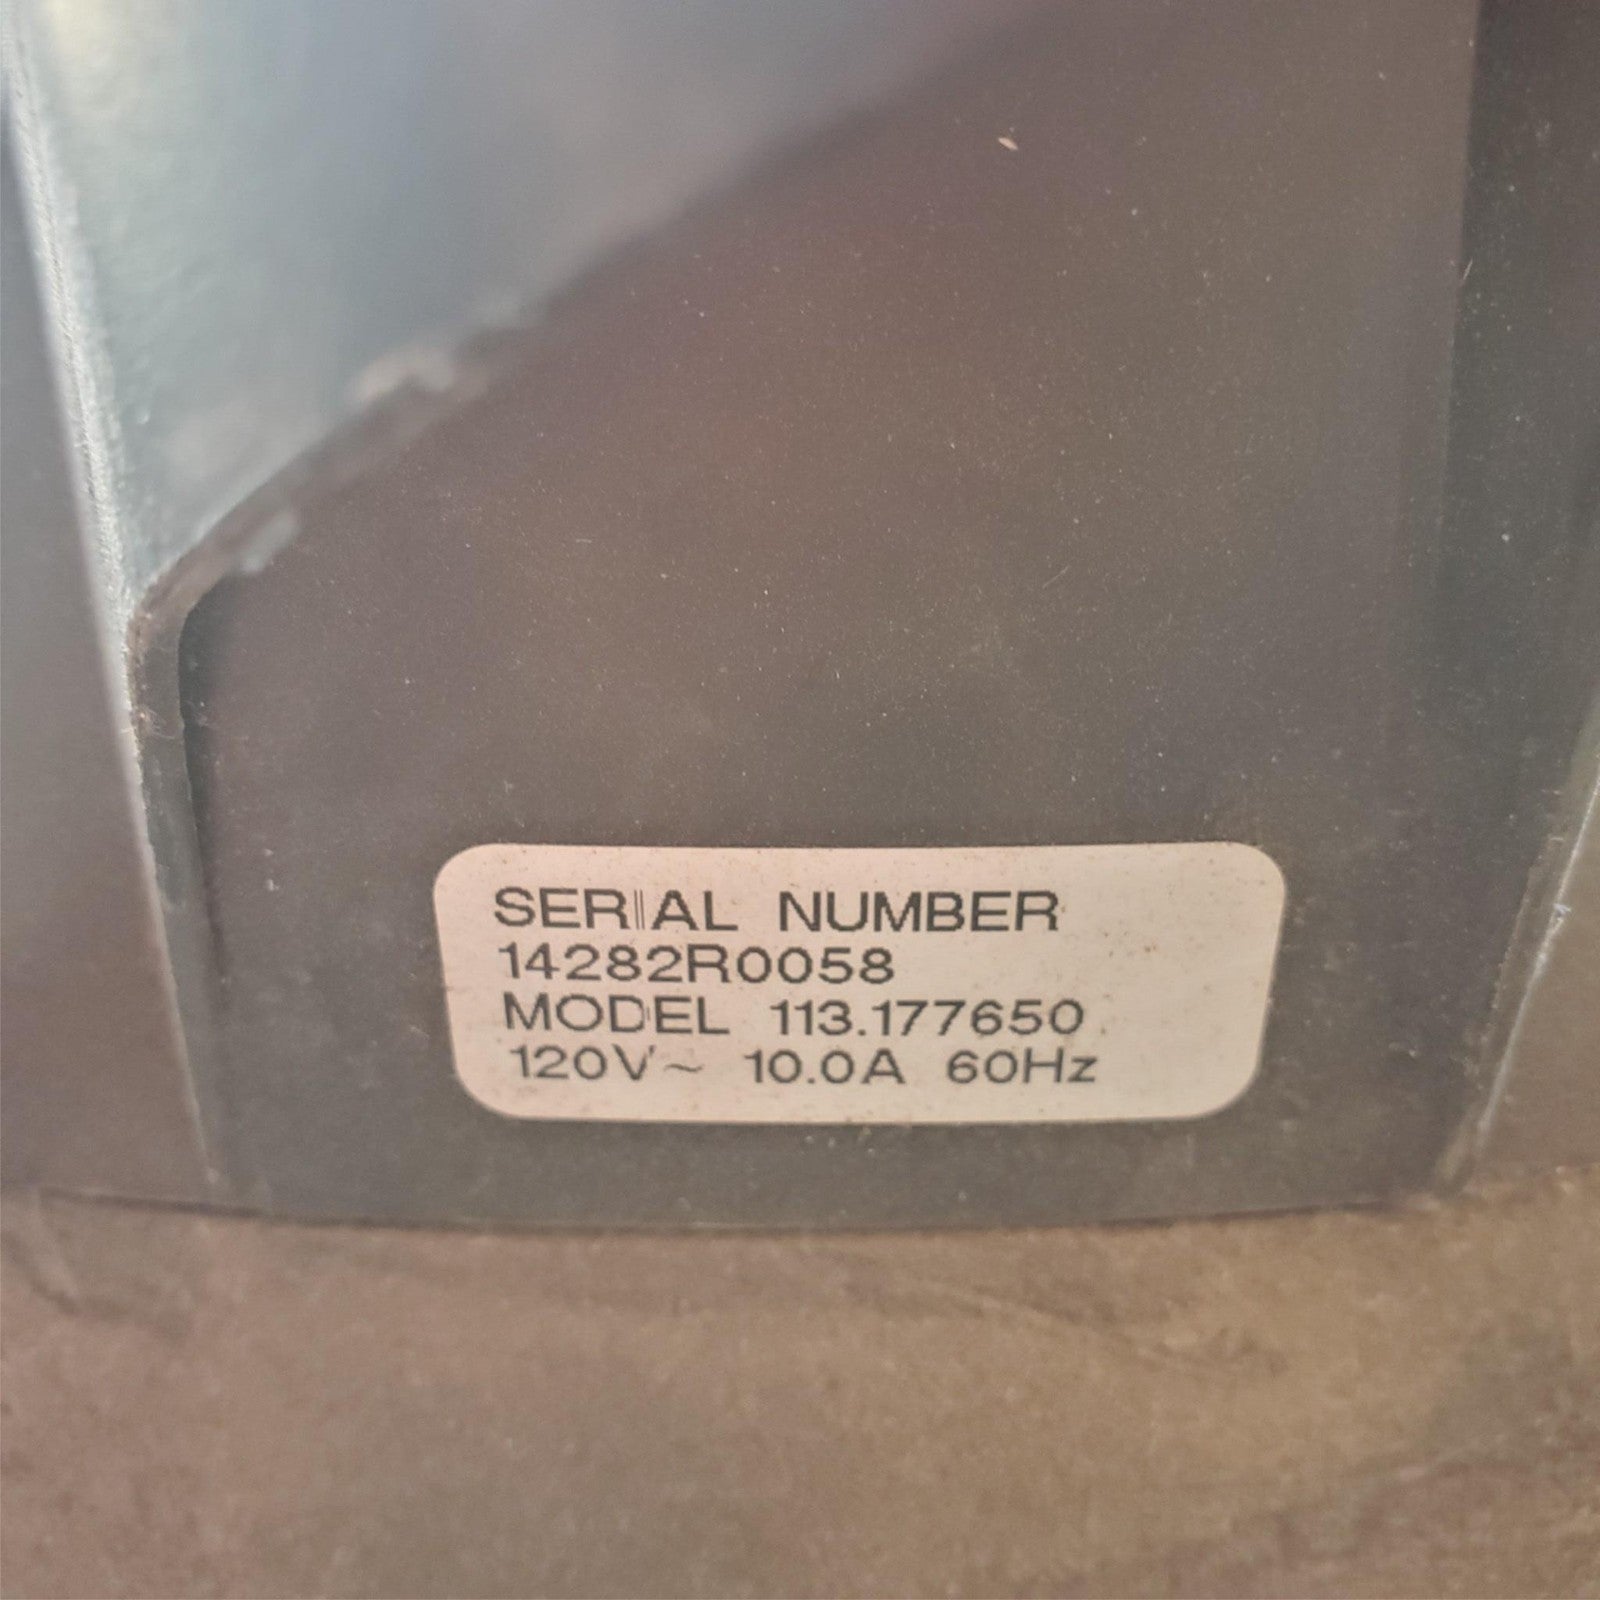 SERIAL NUMBER
14282R0058
MODEL 113.177650
120V~ 10.0A 60Hz